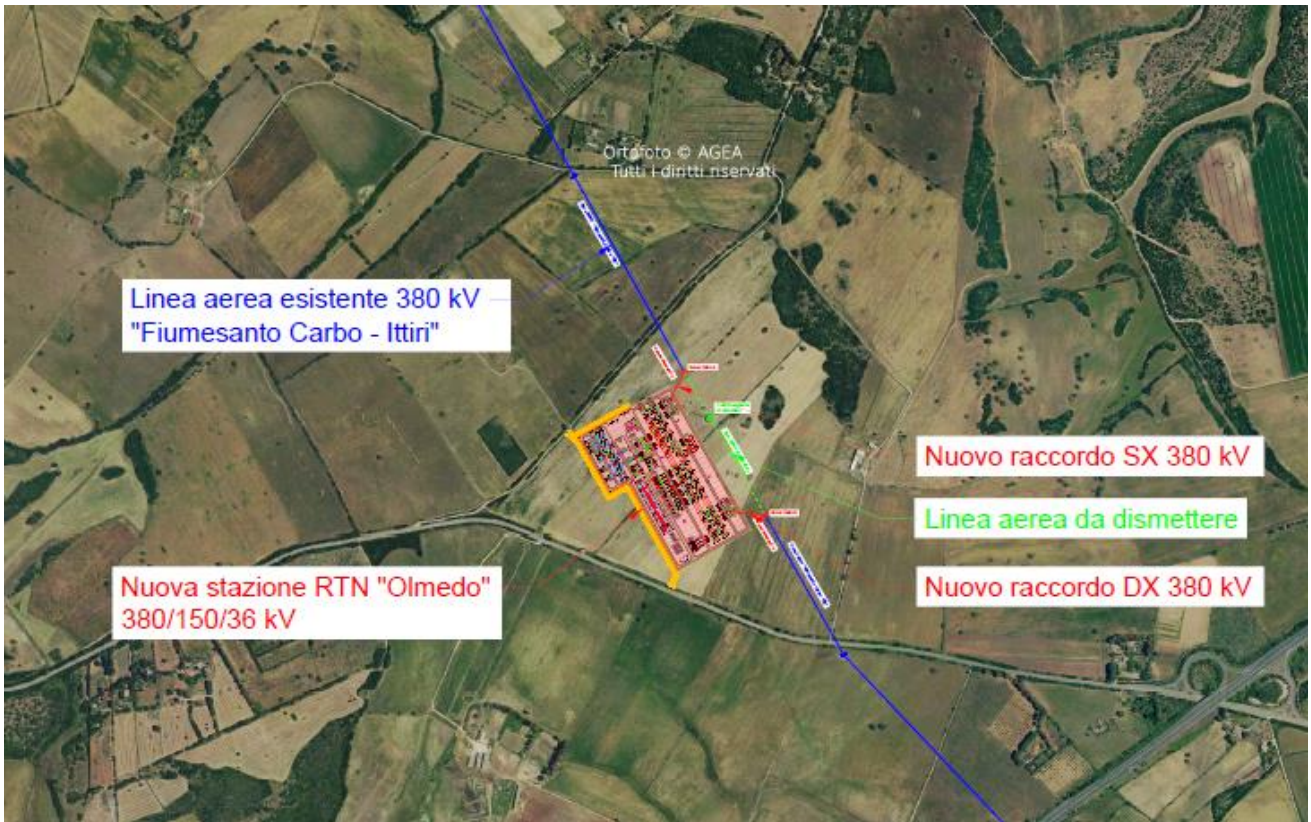 Ortofoto © AGEA
Tutti i diritti riservati
Linea aerea esistente 380 kV
"Fiumesanto Carbo - Ittiri"
Nuovo raccordo SX 380 kV
Linea aerea da dismettere
Nuova stazione RTN "Olmedo"
380/150/36 kV
Nuovo raccordo DX 380 kV